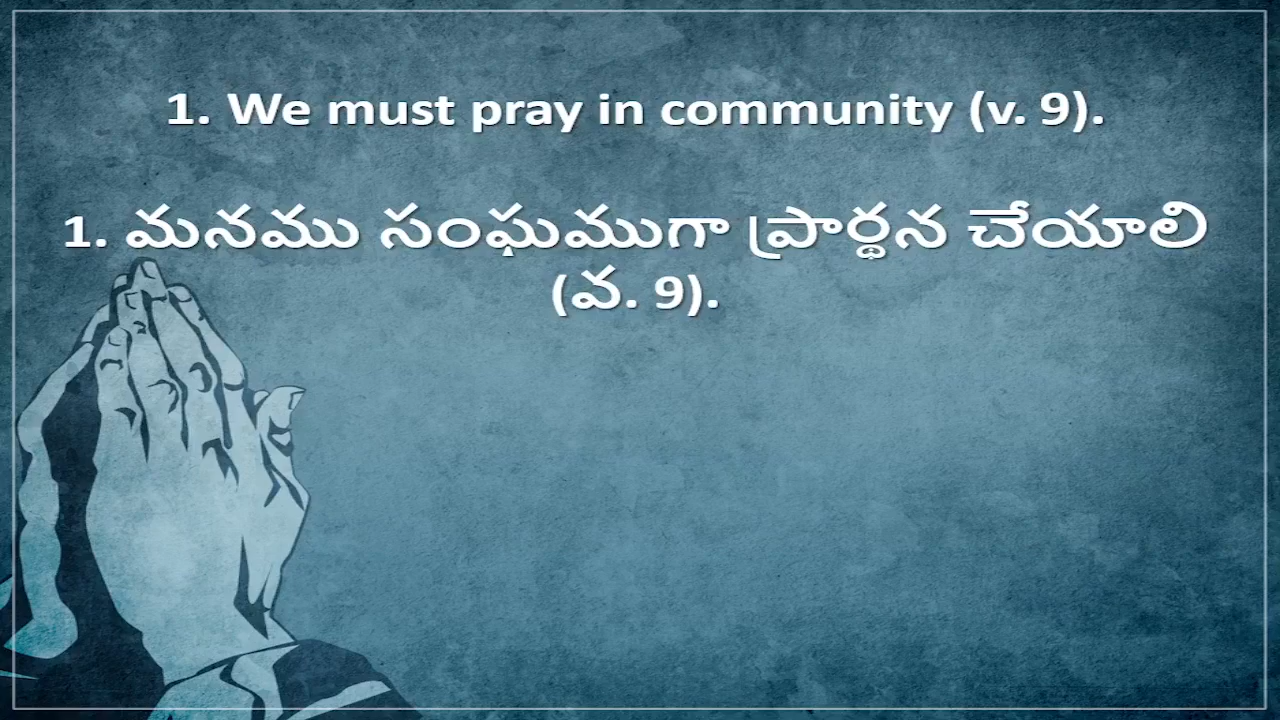 1. We must pray in community (v. 9).
1. మనము సంఘముగా ప్రార్థన చేయాలి
(వ. 9).